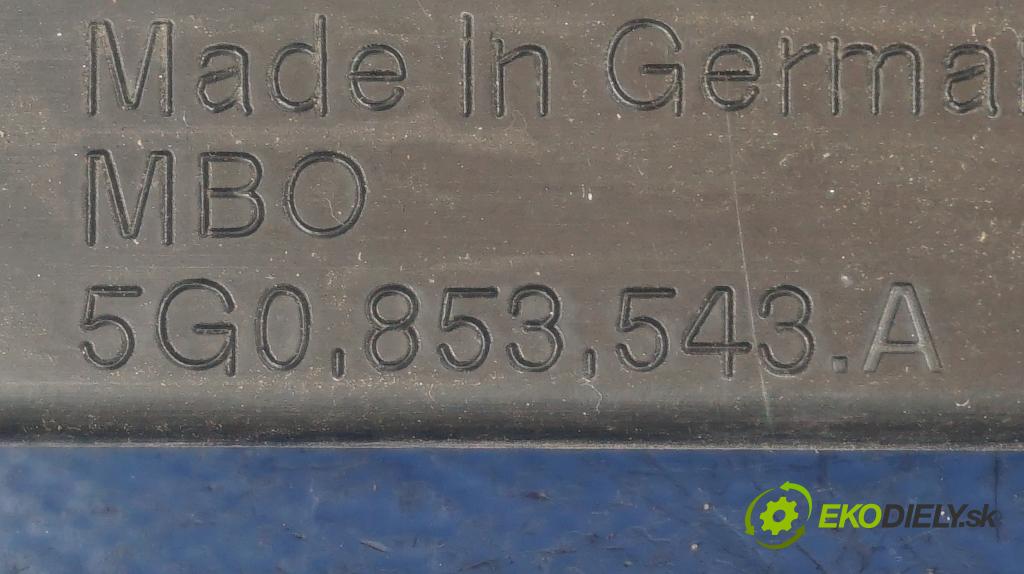 Made in Germa
MBO
5G0.853.543.A
EKODIELY.sk